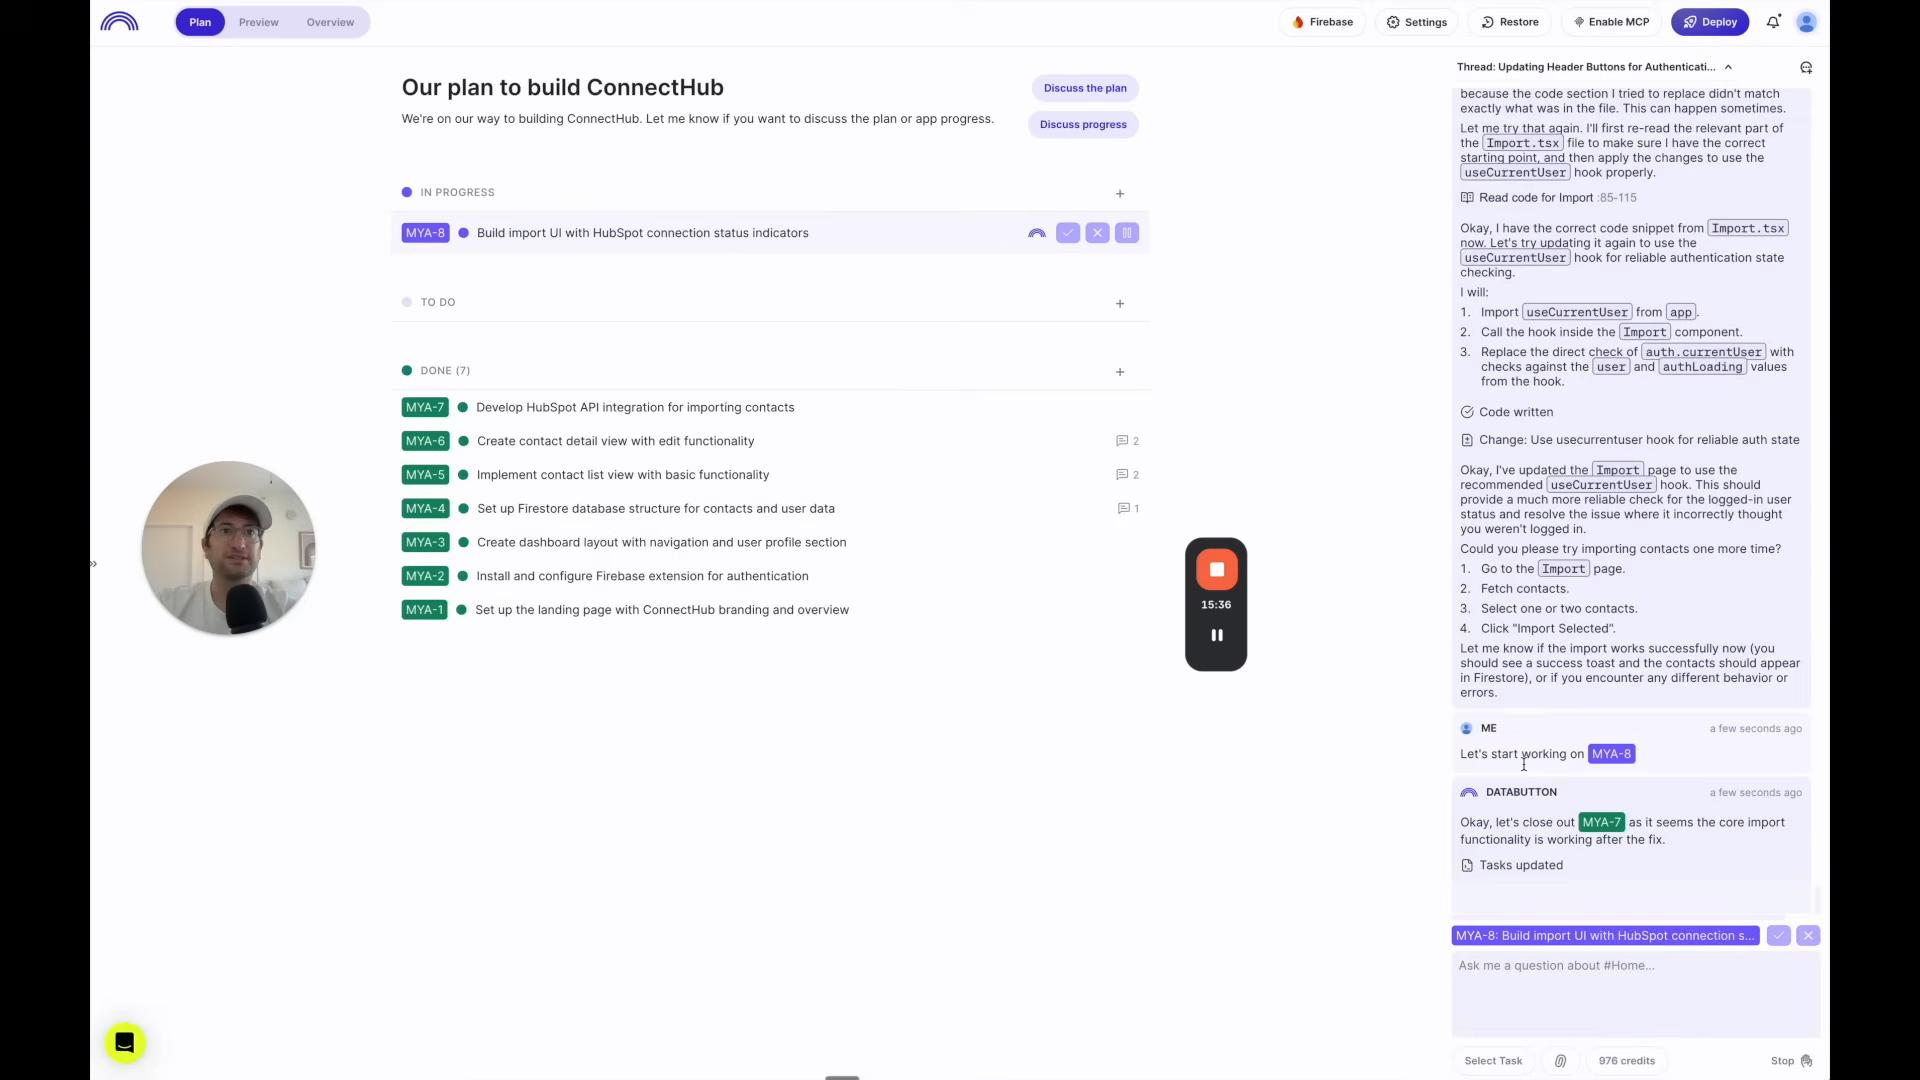 Plan
Preview
Overview
Firebase
Settings
Restore
Enable MCP
Deploy
Our plan to build ConnectHub
We're on our way to building ConnectHub. Let me know if you want to discuss the plan or app progress.
Discuss the plan
Discuss progress
IN PROGRESS
MYA-8 Build import UI with HubSpot connection status indicators
TO DO
DONE (7)
MYA-7 Develop HubSpot API integration for importing contacts
MYA-6 Create contact detail view with edit functionality 2
MYA-5 Implement contact list view with basic functionality 2
MYA-4 Set up Firestore database structure for contacts and user data 1
MYA-3 Create dashboard layout with navigation and user profile section
MYA-2 Install and configure Firebase extension for authentication
MYA-1 Set up the landing page with ConnectHub branding and overview
15:36
Thread: Updating Header Buttons for Authenticati...
because the code section I tried to replace didn't match
exactly what was in the file. This can happen sometimes.
Let me try that again. I'll first re-read the relevant part of
the Import.tsx file to make sure I have the correct
starting point, and then apply the changes to use the
useCurrentUser hook properly.
Read code for Import :85-115
Okay, I have the correct code snippet from Import.tsx
now. Let's try updating it again to use the
useCurrentUser hook for reliable authentication state
checking.
I will:
1. Import useCurrentUser from app.
2. Call the hook inside the Import component.
3. Replace the direct check of auth.currentUser with
checks against the user and authLoading values
from the hook.
Code written
Change: Use usecurrentuser hook for reliable auth state
Okay, I've updated the Import page to use the
recommended useCurrentUser hook. This should
provide a much more reliable check for the logged-in user
status and resolve the issue where it incorrectly thought
you weren't logged in.
Could you please try importing contacts one more time?
1. Go to the Import page.
2. Fetch contacts.
3. Select one or two contacts.
4. Click "Import Selected".
Let me know if the import works successfully now (you
should see a success toast and the contacts should appear
in Firestore), or if you encounter any different behavior or
errors.
ME
a few seconds ago
Let's start working on MYA-8
DATABUTTON
a few seconds ago
Okay, let's close out MYA-7 as it seems the core import
functionality is working after the fix.
Tasks updated
MYA-8: Build import UI with HubSpot connection s...
Ask me a question about #Home...
Select Task
976 credits
Stop